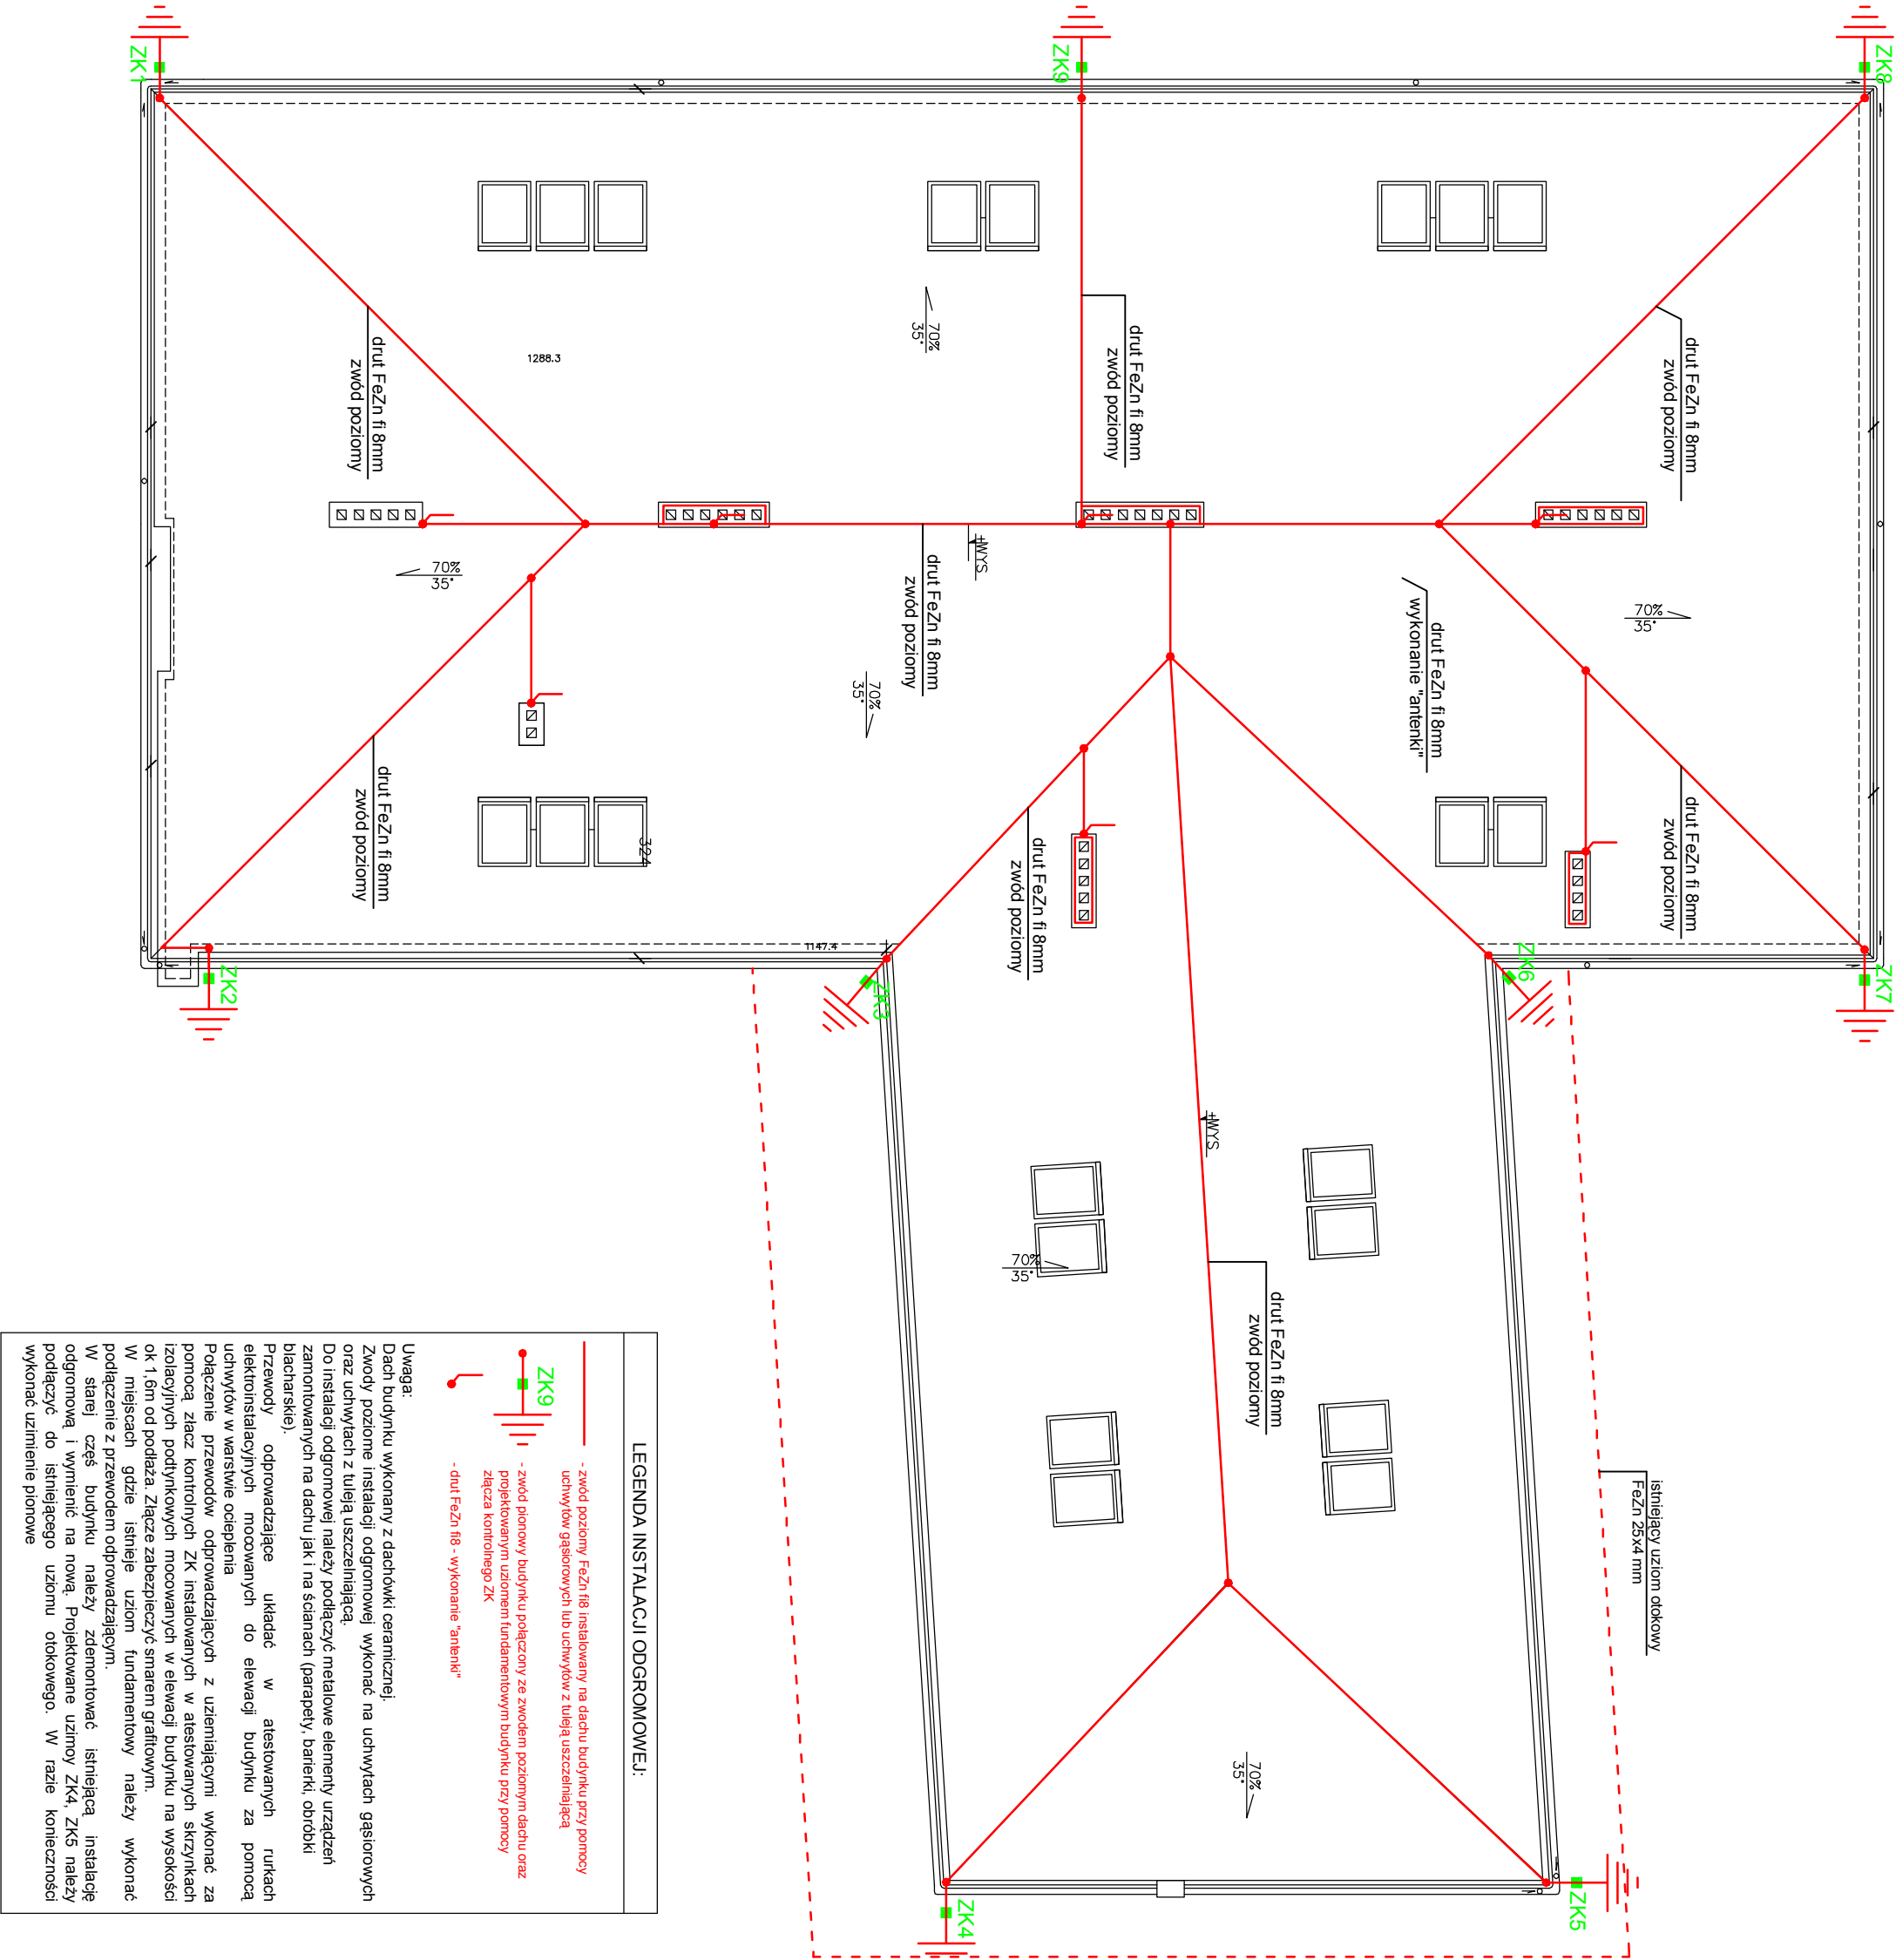 ZK1
ZK9
ZK8
drut FeZn fi 8mm
zwód poziomy
1288.3
70%
35°
drut FeZn fi 8mm
zwód poziomy
drut FeZn fi 8mm
zwód poziomy
70%
35°
+WYS
drut FeZn fi 8mm
zwód poziomy
70%
35°
drut FeZn fi 8mm
wykonanie "antenki"
70%
35°
drut FeZn fi 8mm
zwód poziomy
324
1147.4
drut FeZn fi 8mm
zwód poziomy
drut FeZn fi 8mm
zwód poziomy
ZK2
ZK3
ZK6
ZK7
+WYS
70%
35°
drut FeZn fi 8mm
zwód poziomy
istniejący uziom otokowy
FeZn 25x4 mm
70%
35°
ZK4
ZK5
LEGENDA INSTALACJI ODGROMOWEJ:
- zwód poziomy FeZn fi8 instalowany na dachu budynku przy pomocy
uchwytów gąsiorowych lub uchwytów z tuleją uszczelniającą
ZK9
- zwód pionowy budynku połączony ze zwodem poziomym dachu oraz
projektowanym uziomem fundamentowym budynku przy pomocy
złącza kontrolnego ZK
- drut FeZn fi8 - wykonanie "antenki"
Uwaga:
Dach budynku wykonany z dachówki ceramicznej.
Zwody poziome instalacji odgromowej wykonać na uchwytach gąsiorowych
oraz uchwytach z tuleją uszczelniającą.
Do instalacji odgromowej należy podłączyć metalowe elementy urządzeń
zamontowanych na dachu jak i na ścianach (parapety, barierki, obróbki
blacharskie).
Przewody odprowadzające układać w atestowanych rurkach
elektroinstalacyjnych mocowanych do elewacji budynku za pomocą
uchwytów w warstwie ocieplenia
Połączenie przewodów odprowadzających z uziemiającymi wykonać za
pomocą złacz kontrolnych ZK instalowanych w atestowanych skrzynkach
izolacyjnych podtynkowych mocowanych w elewacji budynku na wysokości
ok 1,6m od podłaża. Złącze zabezpieczyć smarem grafitowym.
W miejscach gdzie istnieje uziom fundamentowy należy wykonać
podłączenie z przewodem odprowadzającym.
W starej częś budynku należy zdemontować istniejącą instalację
odgromową i wymienić na nową. Projektowane uzimoy ZK4, ZK5 należy
podłączyć do istniejącego uziomu otokowego. W razie konieczności
wykonać uzimienie pionowe